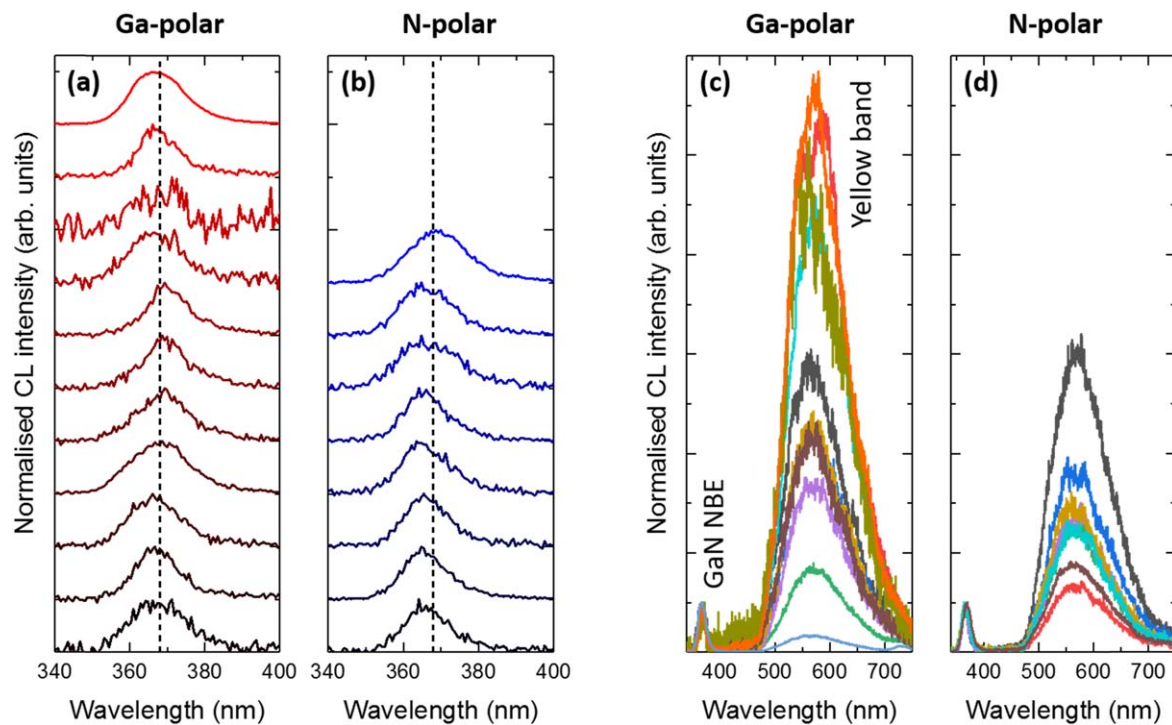 Ga-polar
N-polar
Ga-polar
N-polar
(a)
(b)
(c)
(d)
Normalised CL intensity (arb. units)
Normalised CL intensity (arb. units)
Yellow band
GaN NBE
340 360 380 400
340 360 380 400
400 500 600 700
400 500 600 700
Wavelength (nm)
Wavelength (nm)
Wavelength (nm)
Wavelength (nm)